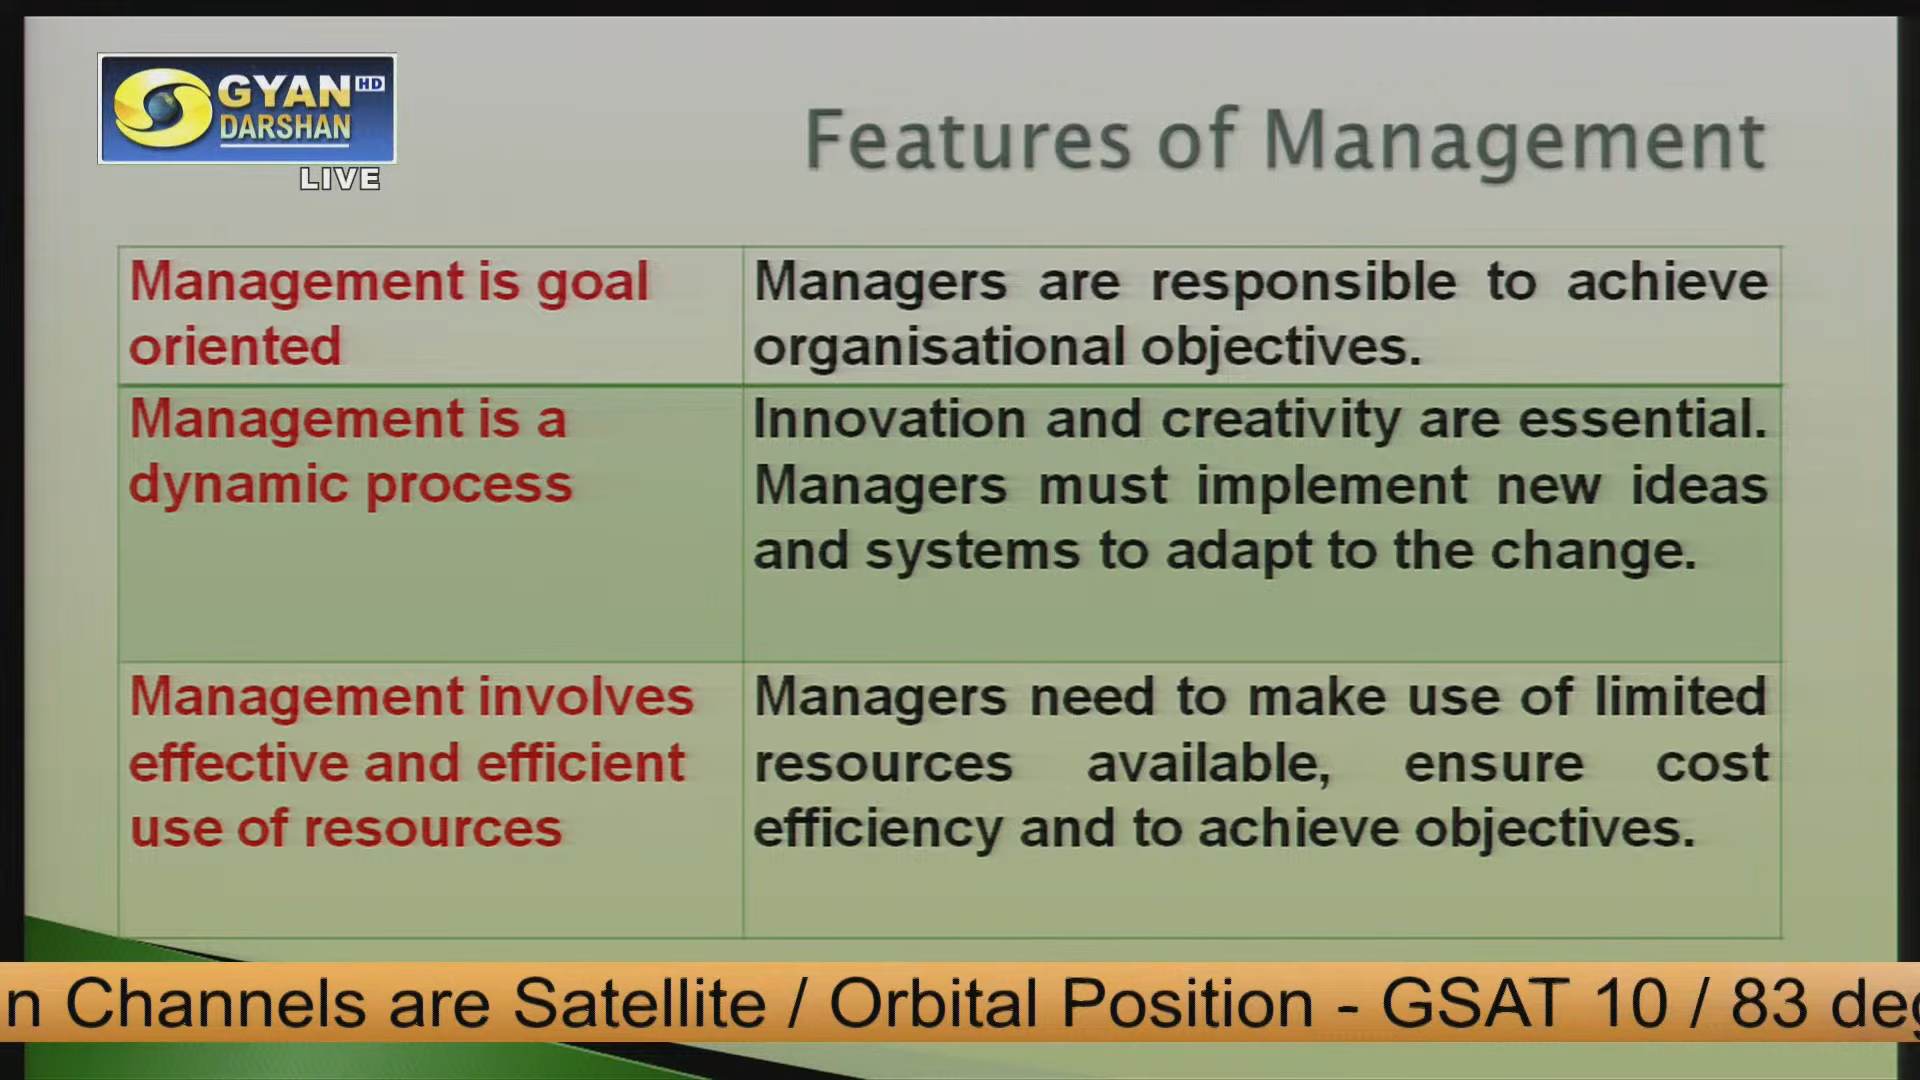 GYAN HD
DARSHAN
LIVE
Features of Management
Management is goal
oriented
Managers are responsible to achieve
organisational objectives.
Management is a
dynamic process
Innovation and creativity are essential.
Managers must implement new ideas
and systems to adapt to the change.
Management involves
effective and efficient
use of resources
Managers need to make use of limited
resources available, ensure cost
efficiency and to achieve objectives.
n Channels are Satellite / Orbital Position - GSAT 10 / 83 deg